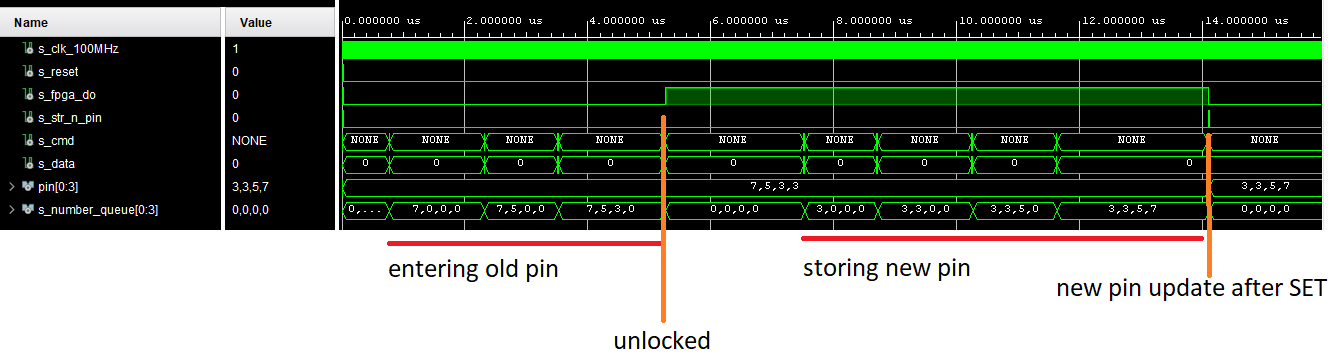 Name Value 0.000000 us 2.000000 us 4.000000 us 6.000000 us 8.000000 us 10.000000 us 12.000000 us 14.000000 us
s_clk_100MHz 1
s_reset 0
s_fpga_do 0
s_str_n_pin 0
s_cmd NONE NONE NONE NONE NONE NONE NONE NONE NONE NONE NONE NONE
s_data 0 0 0 0 0 0 0 0 0 0 0
pin[0:3] 3,3,5,7 7,5,3,3 3,3,5,7
s_number_queue[0:3] 0,0,0,0 0,... 7,0,0,0 7,5,0,0 7,5,3,0 0,0,0,0 3,0,0,0 3,3,0,0 3,3,5,0 3,3,5,7 0,0,0,0
entering old pin storing new pin
new pin update after SET
unlocked